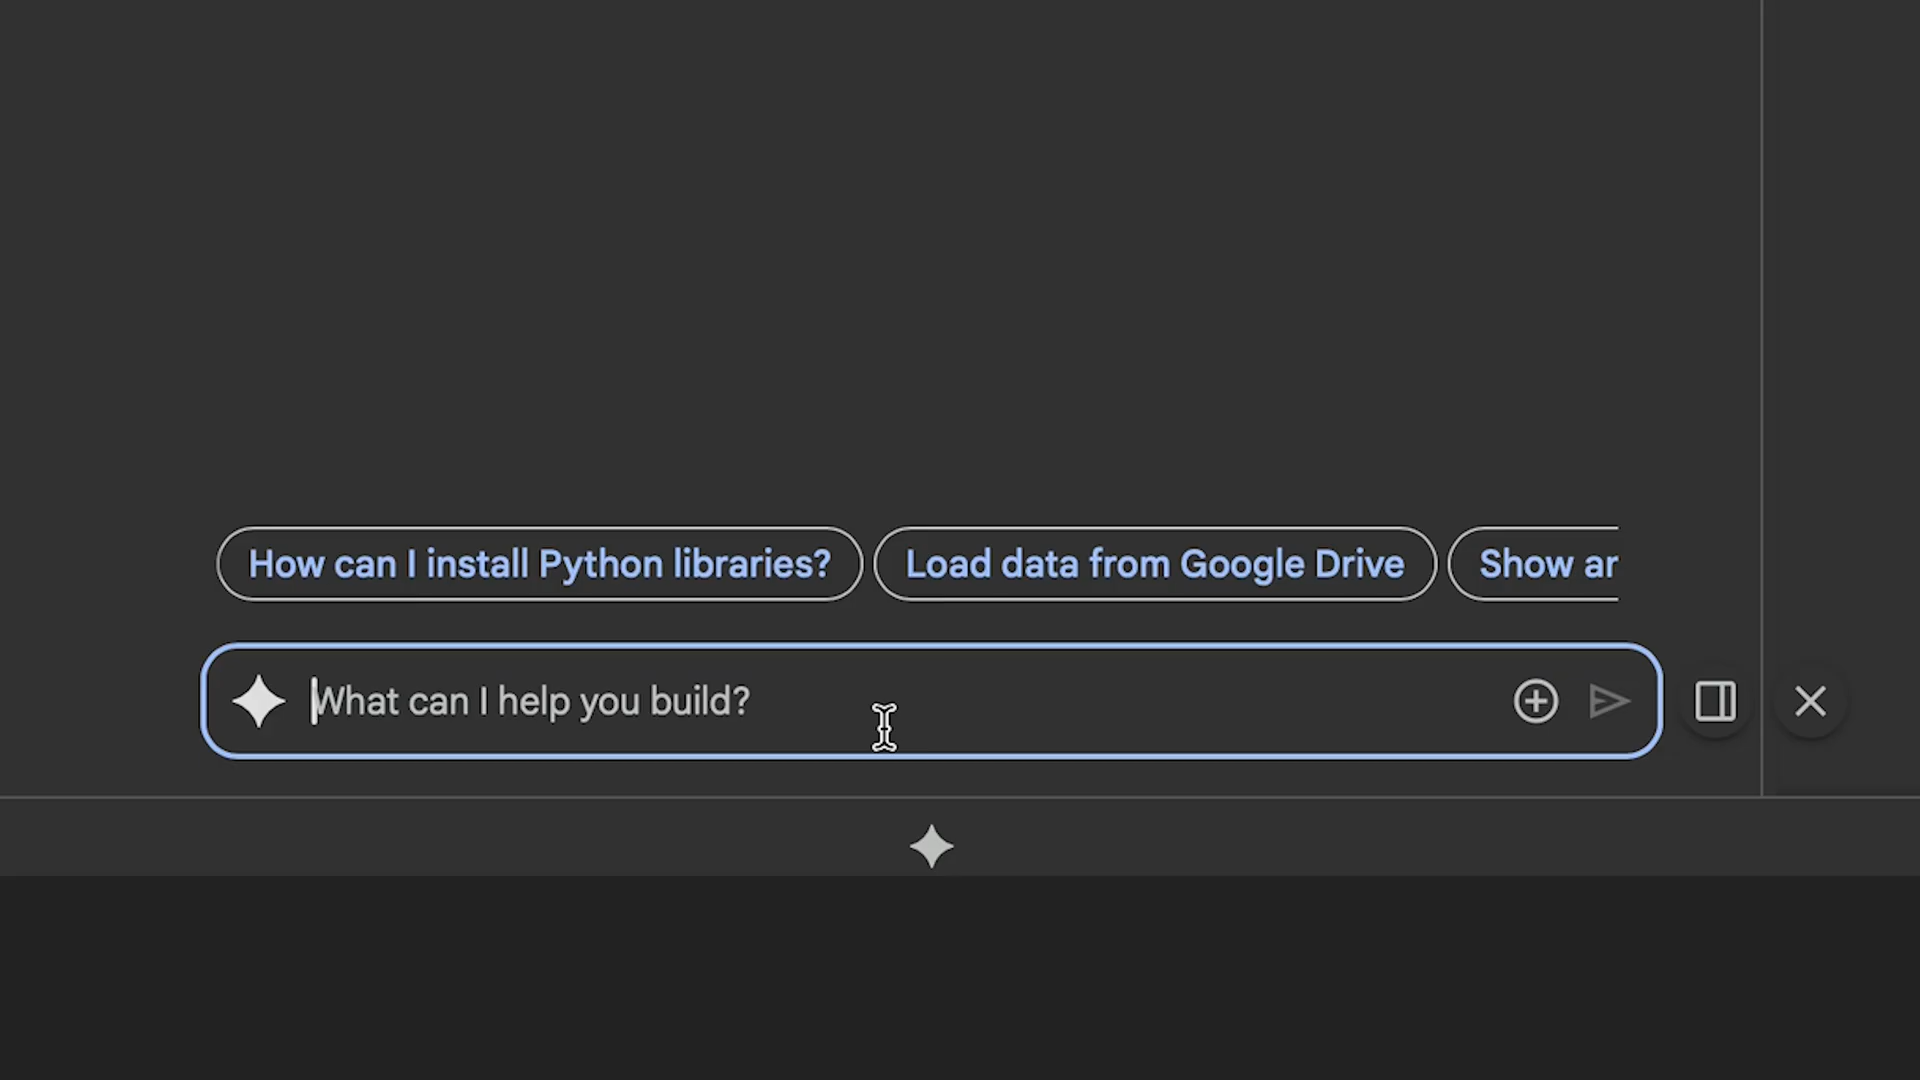 How can I install Python libraries?
Load data from Google Drive
Show ar
What can I help you build?